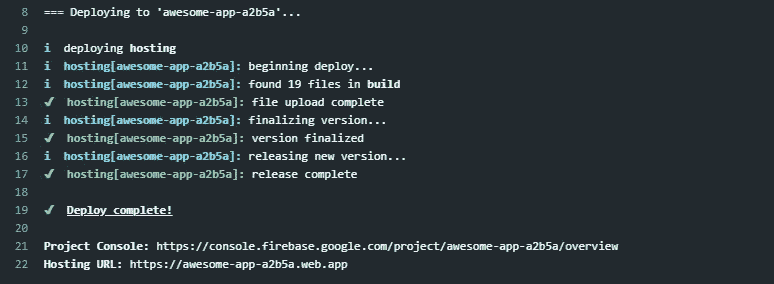 8 === Deploying to 'awesome-app-a2b5a'...
9
10 i deploying hosting
11 i hosting[awesome-app-a2b5a]: beginning deploy...
12 i hosting[awesome-app-a2b5a]: found 19 files in build
13 ✔ hosting[awesome-app-a2b5a]: file upload complete
14 i hosting[awesome-app-a2b5a]: finalizing version...
15 ✔ hosting[awesome-app-a2b5a]: version finalized
16 i hosting[awesome-app-a2b5a]: releasing new version...
17 ✔ hosting[awesome-app-a2b5a]: release complete
18
19 ✔ Deploy complete!
20
21 Project Console: https://console.firebase.google.com/project/awesome-app-a2b5a/overview
22 Hosting URL: https://awesome-app-a2b5a.web.app